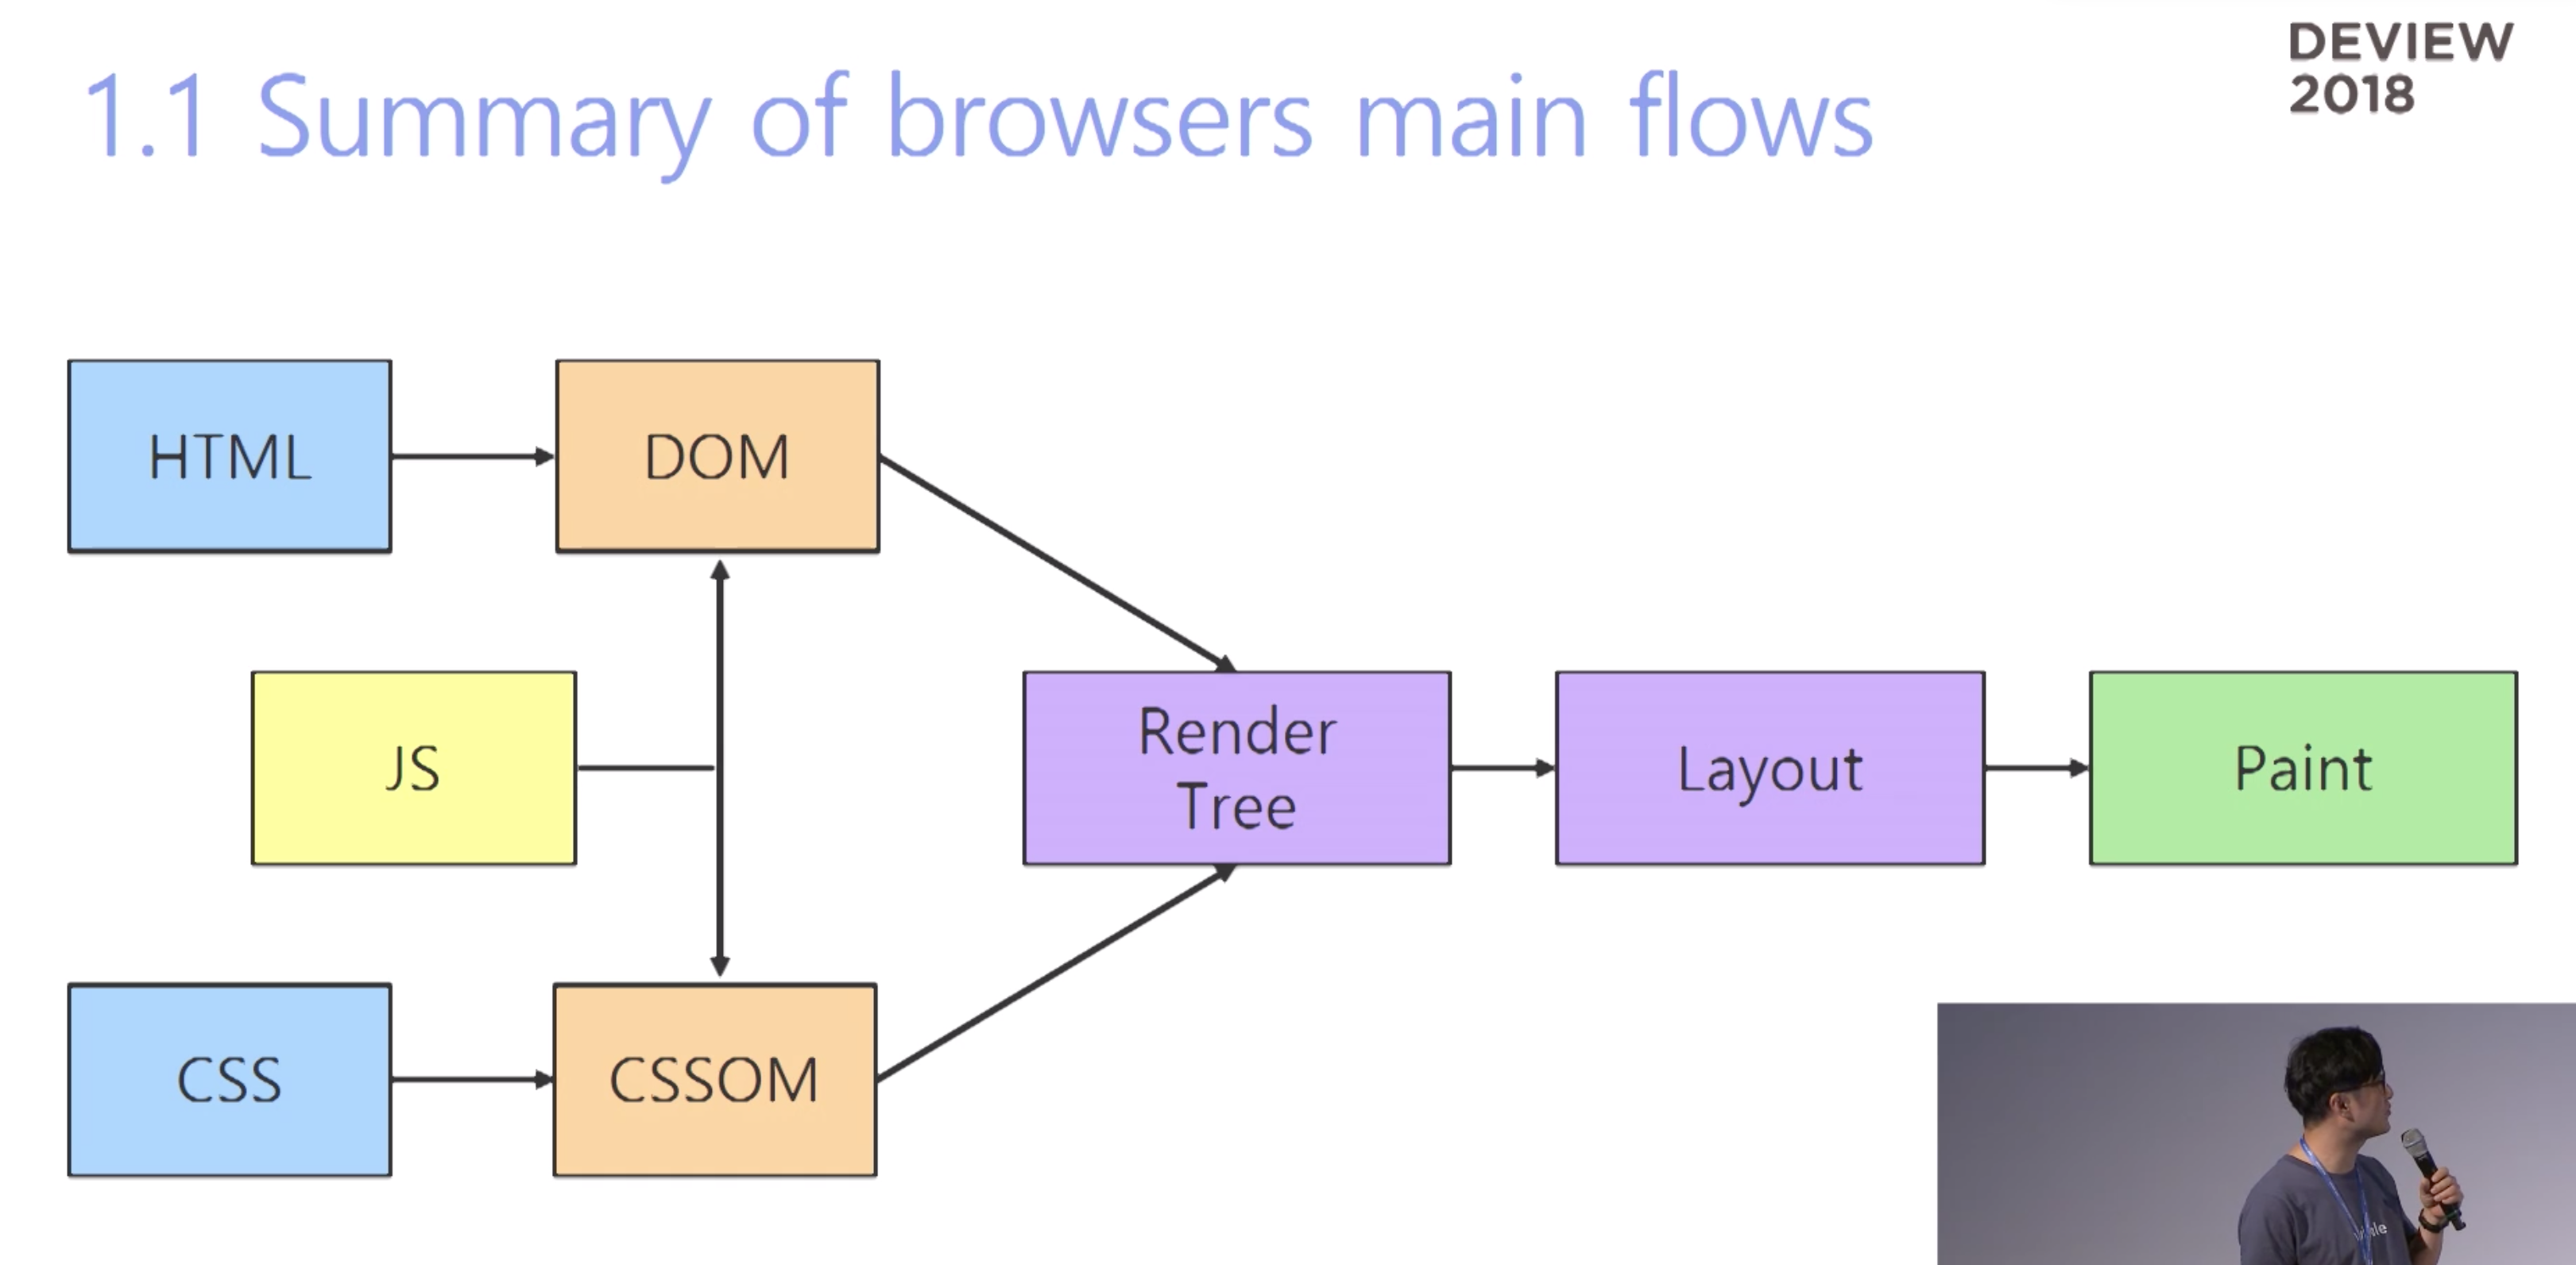 DEVIEW
2018
1.1 Summary of browsers main flows
HTML
DOM
JS
Render
Tree
Layout
Paint
CSS
CSSOM